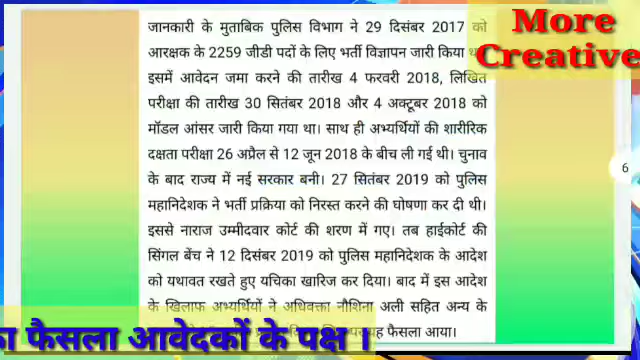 More
Creative
जानकारी के मुताबिक पुलिस विभाग ने 29 दिसंबर 2017 को
आरक्षक के 2259 जीडी पदों के लिए भर्ती विज्ञापन जारी किया
इसमें आवेदन जमा करने की तारीख 4 फरवरी 2018, लिखित
परीक्षा की तारीख 30 सितंबर 2018 और 4 अक्टूबर 2018 को
मॉडल आंसर जारी किया गया था। साथ ही अभ्यर्थियों की शारीरिक
दक्षता परीक्षा 26 अप्रैल से 12 जून 2018 के बीच ली गई थी। चुनाव
के बाद राज्य में नई सरकार बनी। 27 सितंबर 2019 को पुलिस
महानिदेशक ने भर्ती प्रक्रिया को निरस्त करने की घोषणा कर दी थी।
इससे नाराज उम्मीदवार कोर्ट की शरण में गए। तब हाईकोर्ट की
सिंगल बेंच ने 12 दिसंबर 2019 को पुलिस महानिदेशक के आदेश
को यथावत रखते हुए यचिका खारिज कर दिया। बाद में इस आदेश
के खिलाफ अभ्यर्थियों ने अधिवक्ता नौशिना अली सहित अन्य के
यह फैसला आया।
का फैसला आवेदकों के पक्ष ।
6